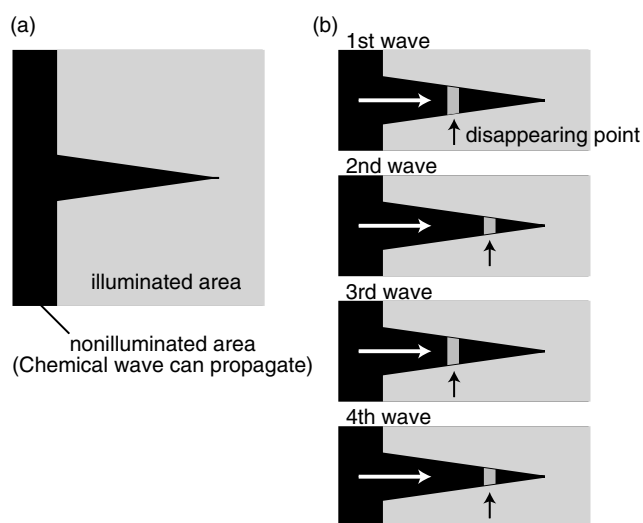 (a)
illuminated area
nonilluminated area
(Chemical wave can propagate)
(b)
1st wave
disappearing point
2nd wave
3rd wave
4th wave